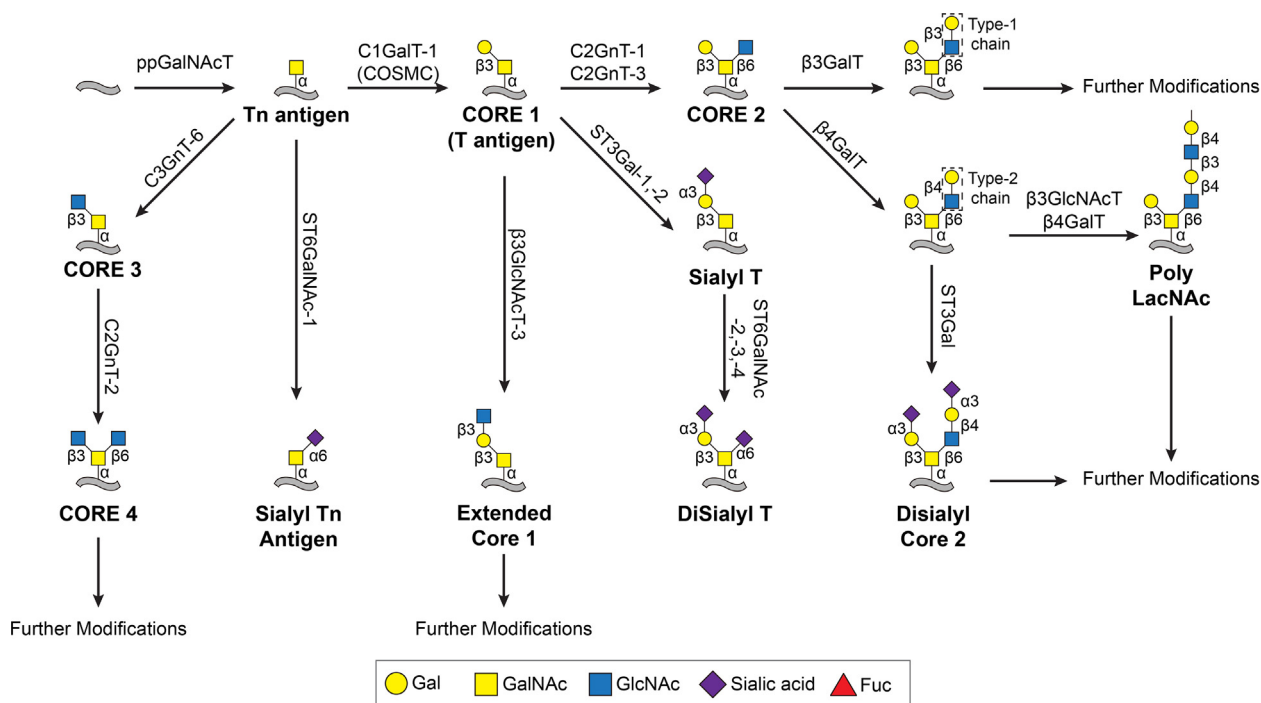 ppGalNAcT
α
Tn antigen
C1GalT-1
(COSMC)
β3
α
CORE 1
(T antigen)
C2GnT-1
C2GnT-3
β3
β6
α
CORE 2
β3GalT
β3
Type-1
chain
β3
β6
α
Further Modifications
C3GnT-6
β3
α
CORE 3
ST6GalNAc-1
β3GlcNAcT-3
ST3Gal-1,-2
α3
β3
α
Sialyl T
β4GalT
β4
Type-2
chain
β3
β6
α
β3GlcNAcT
β4GalT
β4
β3
β4
β3
β6
α
Poly
LacNAc
C2GnT-2
β3
β6
α
CORE 4
Further Modifications
α6
α
Sialyl Tn
Antigen
β3
β3
α
Extended
Core 1
Further Modifications
ST6GalNAc
-2,-3,-4
α3
β3
α6
α
DiSialyl T
ST3Gal
α3
α3
β4
β3
β6
α
Disialyl
Core 2
Further Modifications
Gal
GalNAc
GlcNAc
Sialic acid
Fuc